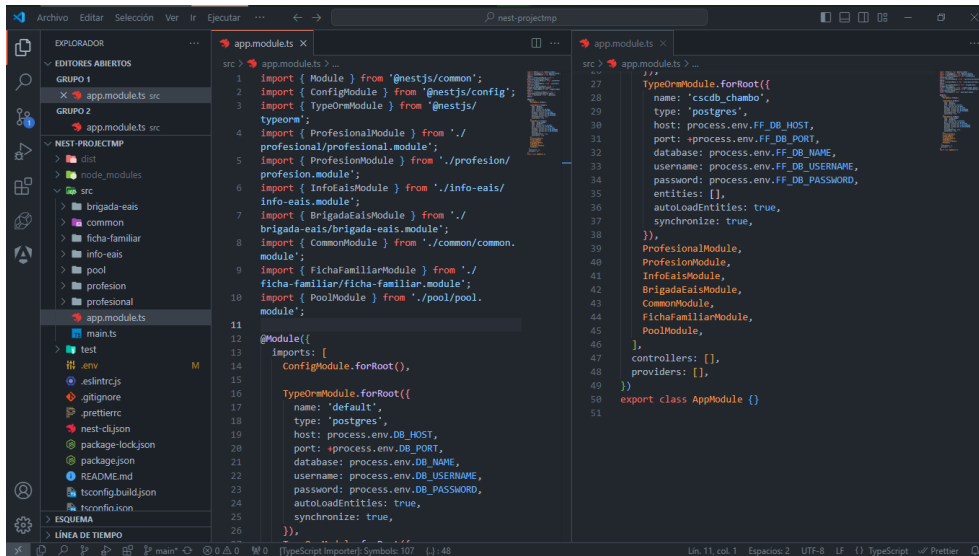 Archivo Editar Selección Ver Ir Ejecutar ...
nest-projectmp
EXPLORADOR
EDITORES ABIERTOS
GRUPO 1
app.module.ts src
GRUPO 2
app.module.ts src
NEST-PROJECTMP
dist
node_modules
src
brigada-eais
common
ficha-familiar
info-eais
pool
profesion
profesional
app.module.ts
main.ts
test
.env M
.eslintrc.js
.gitignore
.prettierrc
nest-cli.json
package-lock.json
package.json
README.md
tsconfig.build.json
tsconfig.json
ESQUEMA
LÍNEA DE TIEMPO
app.module.ts
src > app.module.ts > ...
1 import { Module } from '@nestjs/common';
2 import { ConfigModule } from '@nestjs/config';
3 import { TypeOrmModule } from '@nestjs/
typeorm';
4 import { ProfesionalModule } from './
profesional/profesional.module';
5 import { ProfesionModule } from './profesion/
profesion.module';
6 import { InfoEaisModule } from './info-eais/
info-eais.module';
7 import { BrigadaEaisModule } from './
brigada-eais/brigada-eais.module';
8 import { CommonModule } from './common/common.
module';
9 import { FichaFamiliarModule } from './
ficha-familiar/ficha-familiar.module';
10 import { PoolModule } from './pool/pool.
module';
11
12 @Module({
13 imports: [
14 ConfigModule.forRoot(),
15
16 TypeOrmModule.forRoot({
17 name: 'default',
18 type: 'postgres',
19 host: process.env.DB_HOST,
20 port: +process.env.DB_PORT,
21 database: process.env.DB_NAME,
22 username: process.env.DB_USERNAME,
23 password: process.env.DB_PASSWORD,
24 autoLoadEntities: true,
25 synchronize: true,
26 }),
app.module.ts
src > app.module.ts > ...
26 }),
27 TypeOrmModule.forRoot({
28 name: 'cscdb_chambo',
29 type: 'postgres',
30 host: process.env.FF_DB_HOST,
31 port: +process.env.FF_DB_PORT,
32 database: process.env.FF_DB_NAME,
33 username: process.env.FF_DB_USERNAME,
34 password: process.env.FF_DB_PASSWORD,
35 entities: [],
36 autoLoadEntities: true,
37 synchronize: true,
38 }),
39 ProfesionalModule,
40 ProfesionModule,
41 InfoEaisModule,
42 BrigadaEaisModule,
43 CommonModule,
44 FichaFamiliarModule,
45 PoolModule,
46 ],
47 controllers: [],
48 providers: [],
49 })
50 export class AppModule {}
51
main* 0 0 0 [TypeScript Importer]: Symbols: 107 {..} : 48 Lín. 11, col. 1 Espacios: 2 UTF-8 LF {} TypeScript Prettier